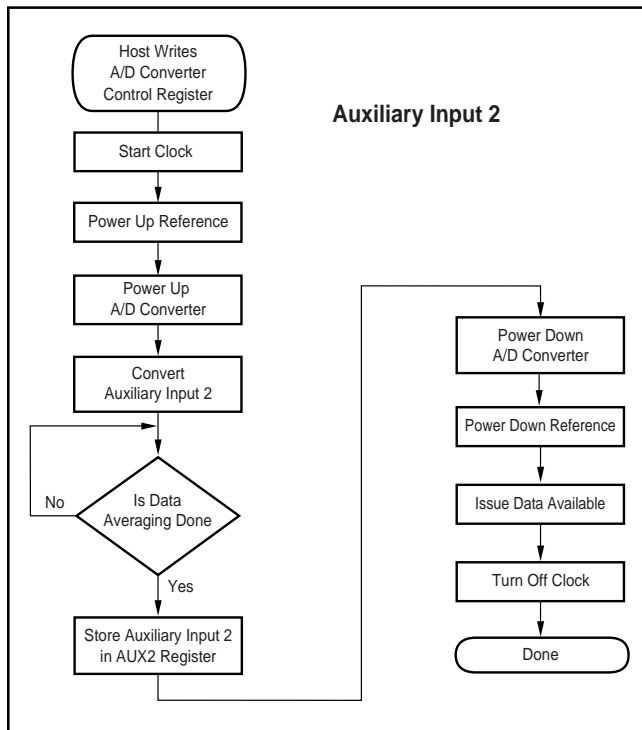 Host Writes
A/D Converter
Control Register
Auxiliary Input 2
Start Clock
Power Up Reference
Power Up
A/D Converter
Convert
Auxiliary Input 2
No
Is Data
Averaging Done
Yes
Store Auxiliary Input 2
in AUX2 Register
Power Down
A/D Converter
Power Down Reference
Issue Data Available
Turn Off Clock
Done